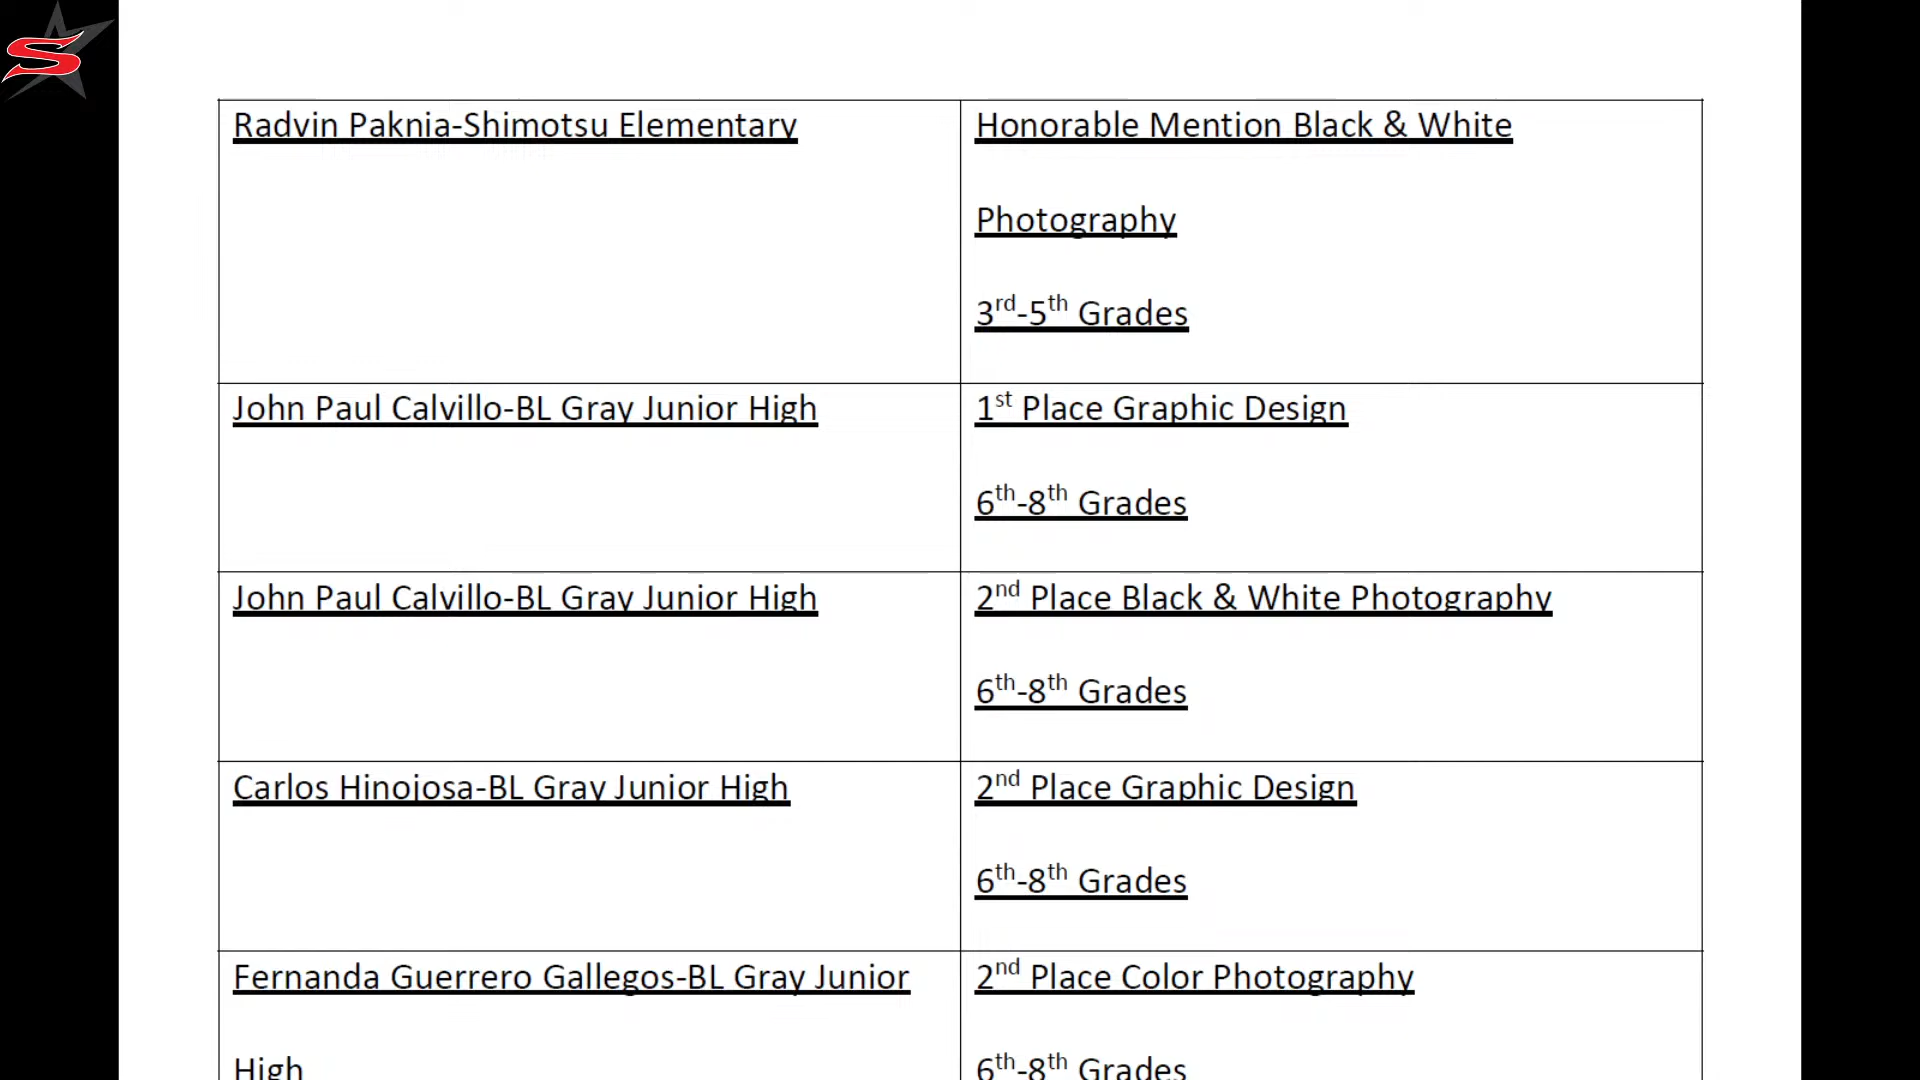 S
Radvin Paknia-Shimotsu Elementary
Honorable Mention Black & White
Photography
3rd-5th Grades
John Paul Calvillo-BL Gray Junior High
1st Place Graphic Design
6th-8th Grades
John Paul Calvillo-BL Gray Junior High
2nd Place Black & White Photography
6th-8th Grades
Carlos Hinojosa-BL Gray Junior High
2nd Place Graphic Design
6th-8th Grades
Fernanda Guerrero Gallegos-BL Gray Junior
High
2nd Place Color Photography
6th-8th Grades